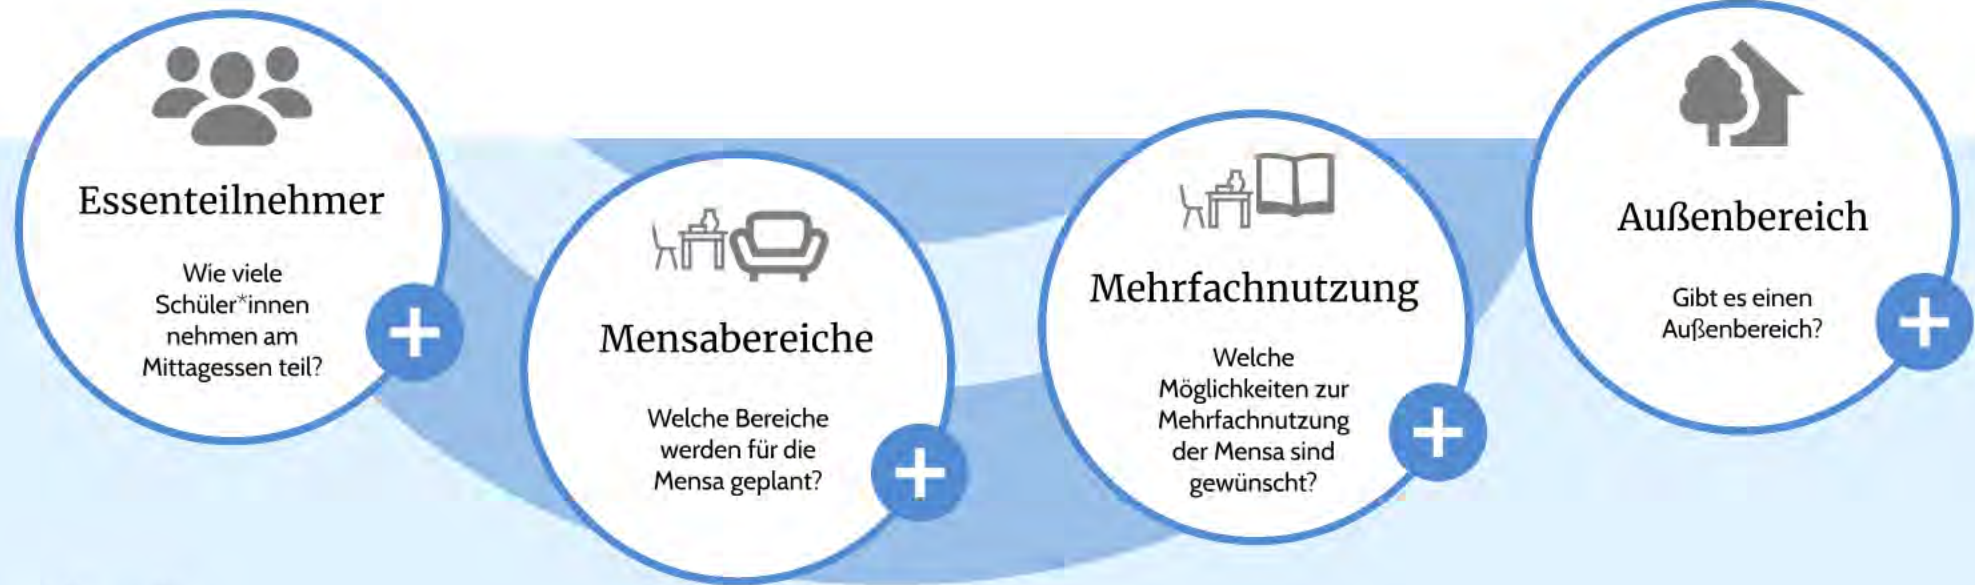 Essenteilnehmer
Wie viele
Schüler*innen
nehmen am
Mittagessen teil?
Mensabereiche
Welche Bereiche
werden für die
Mensa geplant?
Mehrfachnutzung
Welche
Möglichkeiten zur
Mehrfachnutzung
der Mensa sind
gewünscht?
Außenbereich
Gibt es einen
Außenbereich?